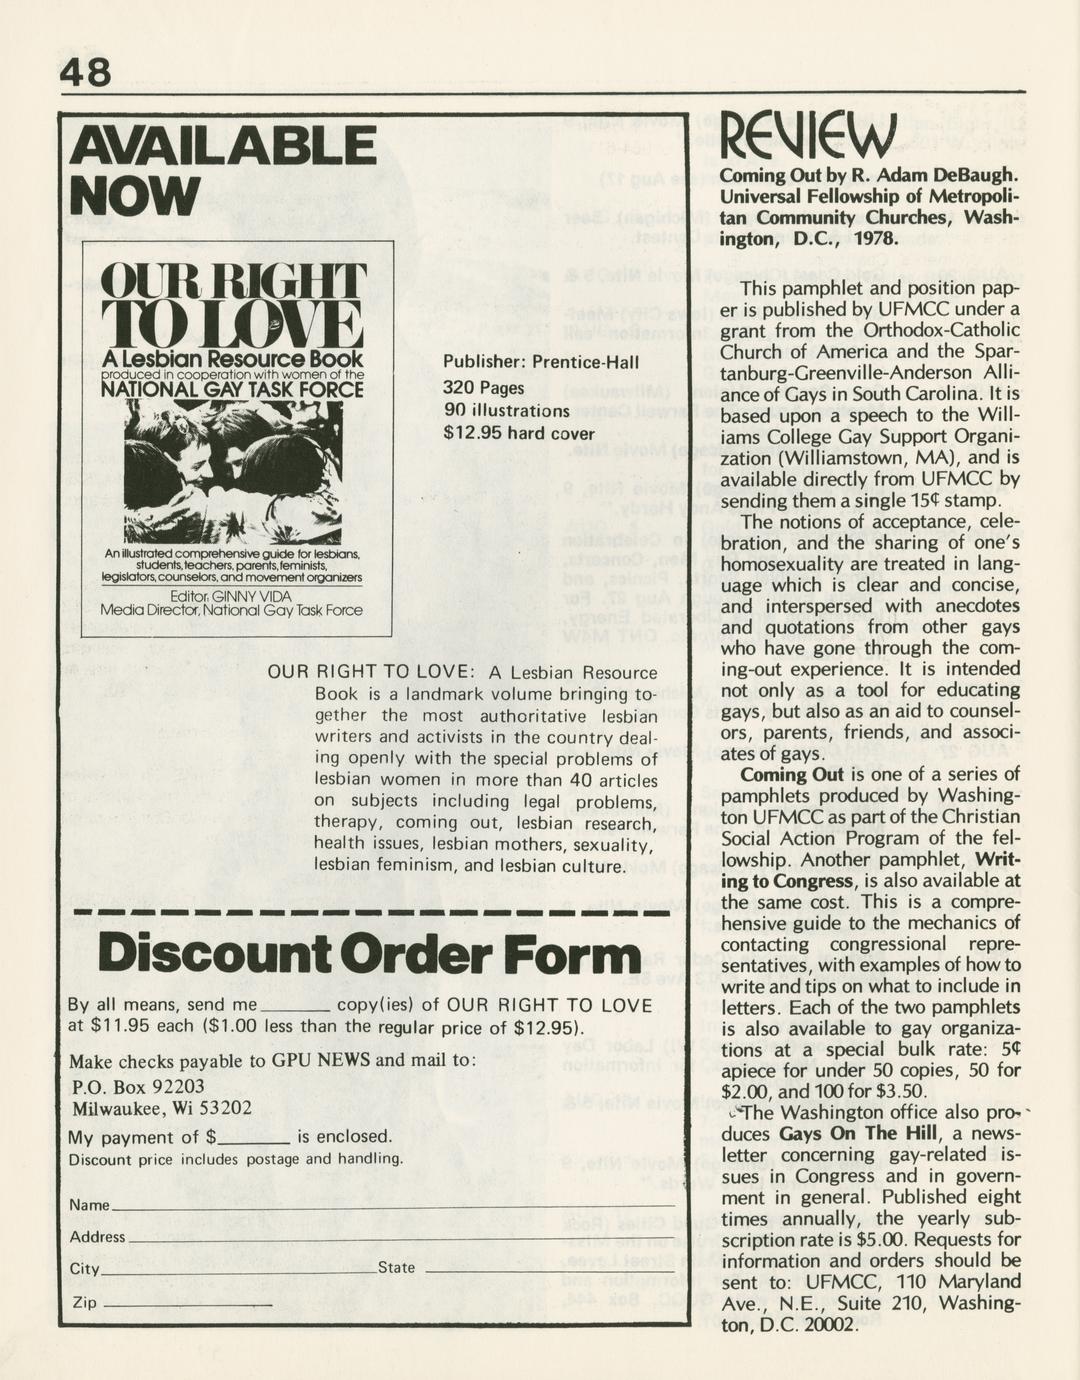 48
AVAILABLE
NOW
OUR RIGHT
TO LOVE
A Lesbian Resource Book
produced in cooperation with women of the
NATIONAL GAY TASK FORCE
An illustrated comprehensive guide for lesbians,
students, teachers, parents, feminists,
legislators, counselors, and movement organizers
Editor, GINNY VIDA
Media Director, National Gay Task Force
Publisher: Prentice-Hall
320 Pages
90 illustrations
$12.95 hard cover
OUR RIGHT TO LOVE: A Lesbian Resource
Book is a landmark volume bringing to-
gether the most authoritative lesbian
writers and activists in the country deal-
ing openly with the special problems of
lesbian women in more than 40 articles
on subjects including legal problems,
therapy, coming out, lesbian research,
health issues, lesbian mothers, sexuality,
lesbian feminism, and lesbian culture.
Discount Order Form
By all means, send me ______ copy(ies) of OUR RIGHT TO LOVE
at $11.95 each ($1.00 less than the regular price of $12.95).
Make checks payable to GPU NEWS and mail to:
P.O. Box 92203
Milwaukee, Wi 53202
My payment of $______ is enclosed.
Discount price includes postage and handling.
Name
Address
City State
Zip
REVIEW
Coming Out by R. Adam DeBaugh.
Universal Fellowship of Metropoli-
tan Community Churches, Wash-
ington, D.C., 1978.
This pamphlet and position pap-
er is published by UFMCC under a
grant from the Orthodox-Catholic
Church of America and the Spar-
tanburg-Greenville-Anderson Alli-
ance of Gays in South Carolina. It is
based upon a speech to the Will-
iams College Gay Support Organi-
zation (Williamstown, MA), and is
available directly from UFMCC by
sending them a single 15¢ stamp.
The notions of acceptance, cele-
bration, and the sharing of one's
homosexuality are treated in lang-
uage which is clear and concise,
and interspersed with anecdotes
and quotations from other gays
who have gone through the com-
ing-out experience. It is intended
not only as a tool for educating
gays, but also as an aid to counsel-
ors, parents, friends, and associ-
ates of gays.
Coming Out is one of a series of
pamphlets produced by Washing-
ton UFMCC as part of the Christian
Social Action Program of the fel-
lowship. Another pamphlet, Writ-
ing to Congress, is also available at
the same cost. This is a compre-
hensive guide to the mechanics of
contacting congressional repre-
sentatives, with examples of how to
write and tips on what to include in
letters. Each of the two pamphlets
is also available to gay organiza-
tions at a special bulk rate: 5¢
apiece for under 50 copies, 50 for
$2.00, and 100 for $3.50.
The Washington office also pro-
duces Gays On The Hill, a news-
letter concerning gay-related is-
sues in Congress and in govern-
ment in general. Published eight
times annually, the yearly sub-
scription rate is $5.00. Requests for
information and orders should be
sent to: UFMCC, 110 Maryland
Ave., N.E., Suite 210, Washing-
ton, D.C. 20002.